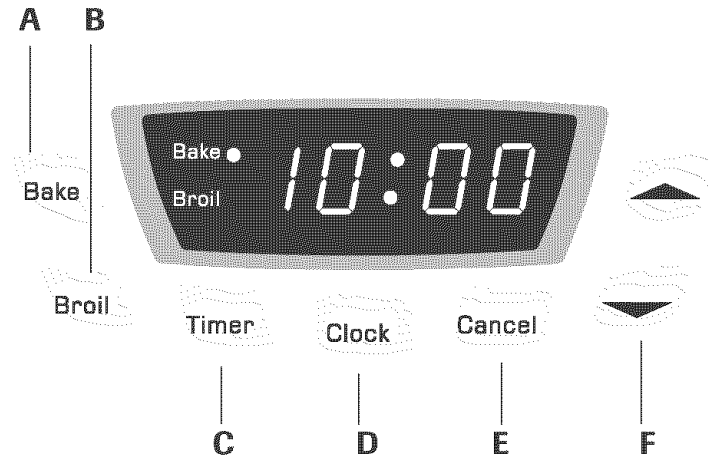 A B
Bake 10:00
Broil
Bake
Broil
Timer
Clock
Cancel
C D E F